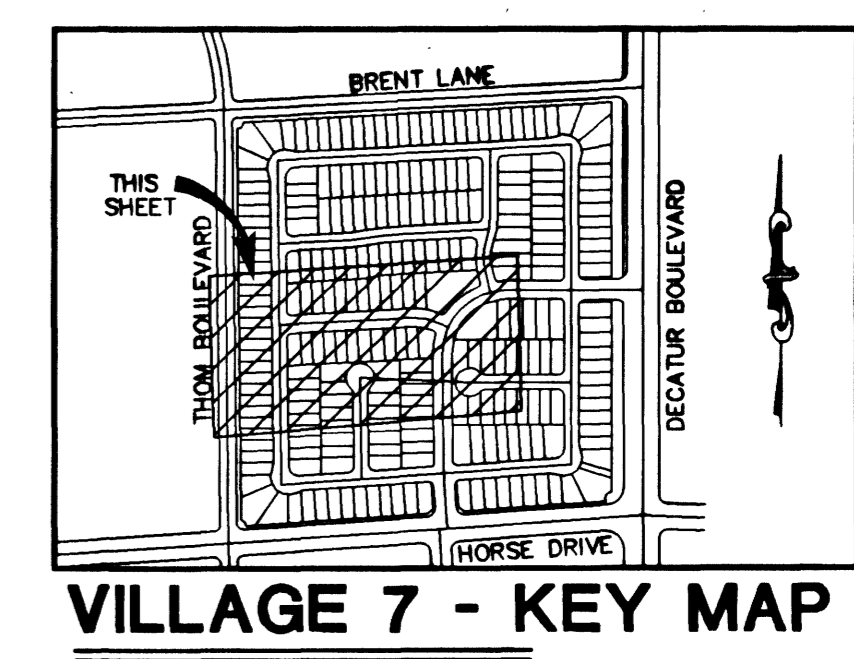 BRENT LANE
THIS
SHEET
THOM BOULEVARD
DECATUR BOULEVARD
HORSE DRIVE
VILLAGE 7 - KEY MAP